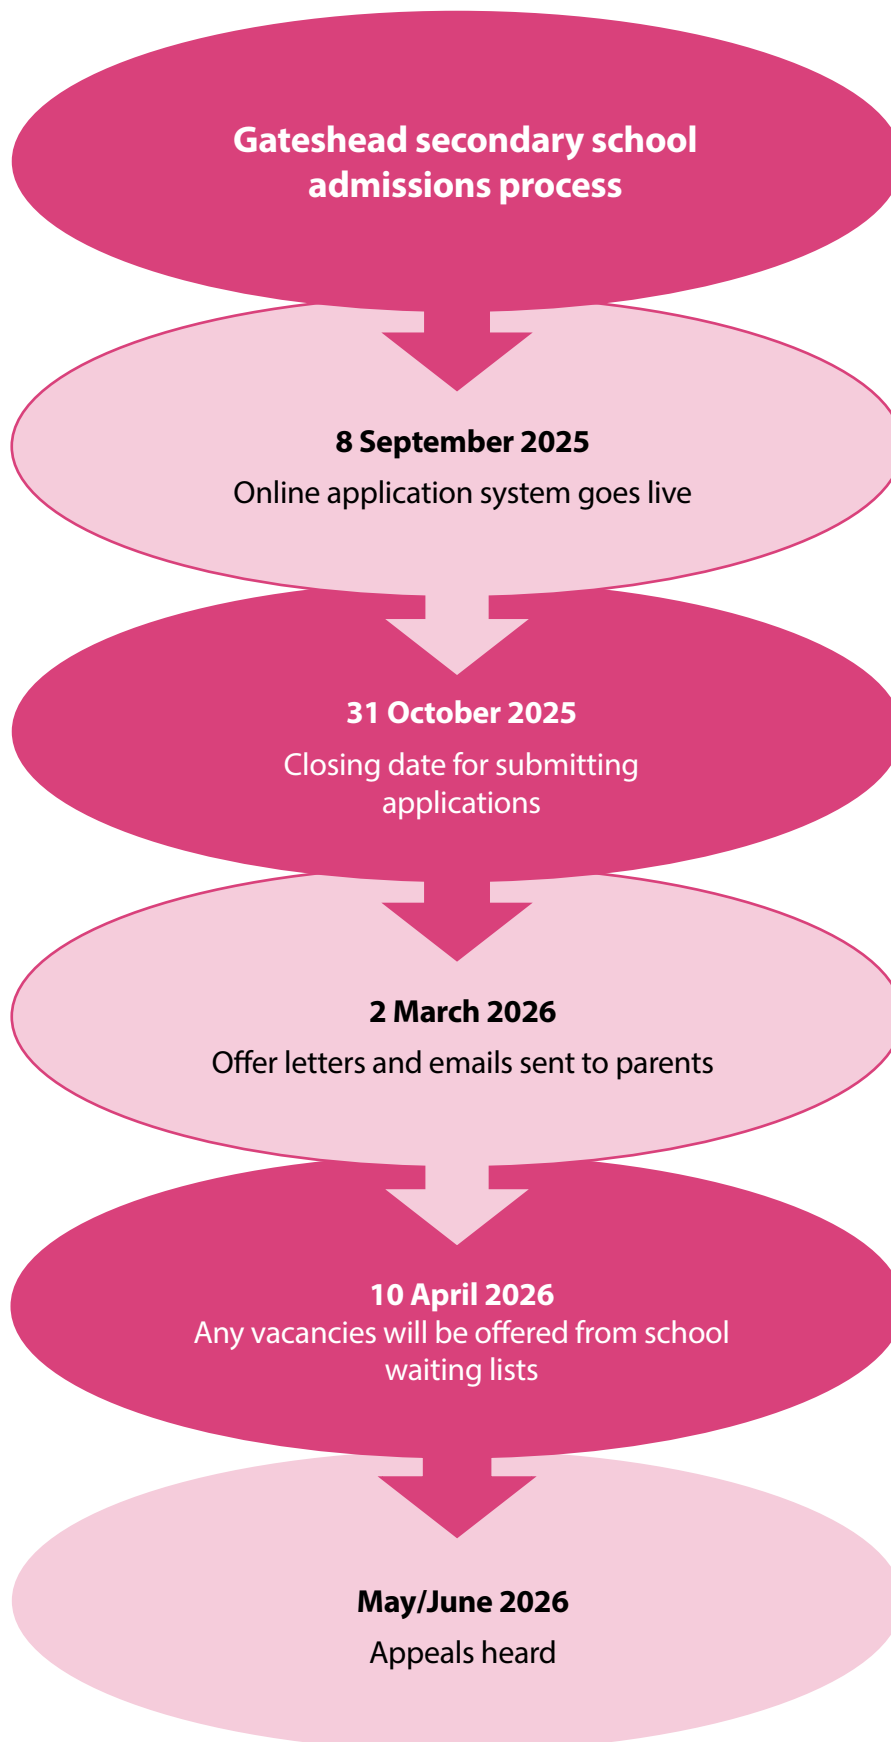 Gateshead secondary school
admissions process
8 September 2025
Online application system goes live
31 October 2025
Closing date for submitting
applications
2 March 2026
Offer letters and emails sent to parents
10 April 2026
Any vacancies will be offered from school
waiting lists
May/June 2026
Appeals heard